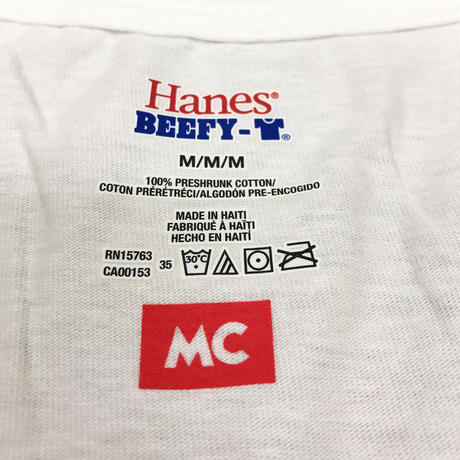 Hanes®
BEEFY-T®
M/M/M
100% PRESHRUNK COTTON/
COTON PRÉRÉTRÉCI/ALGODÓN PRE-ENCOGIDO
MADE IN HAITI
FABRIQUÉ À HAÏTI
HECHO EN HAITÍ
RN15763
CA00153 35 30°C
MC